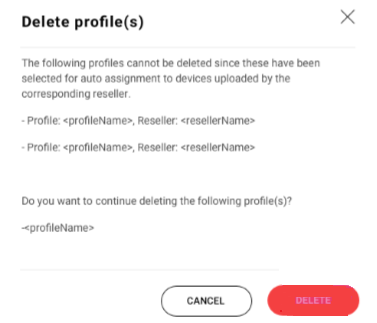 Delete profile(s)
The following profiles cannot be deleted since these have been
selected for auto assignment to devices uploaded by the
corresponding reseller.
- Profile: <profileName>, Reseller: <resellerName>
- Profile: <profileName>, Reseller: <resellerName>
Do you want to continue deleting the following profile(s)?
-<profileName>
CANCEL
DELETE